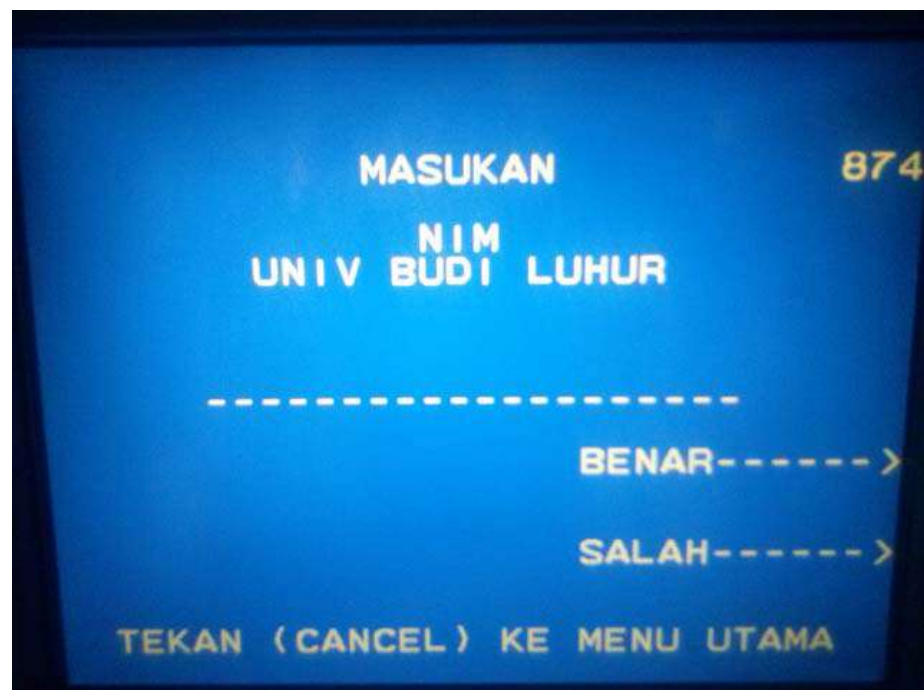 MASUKAN 874
NIM
UNIV BUDI LUHUR
--------------------
BENAR------>
SALAH------>
TEKAN (CANCEL) KE MENU UTAMA